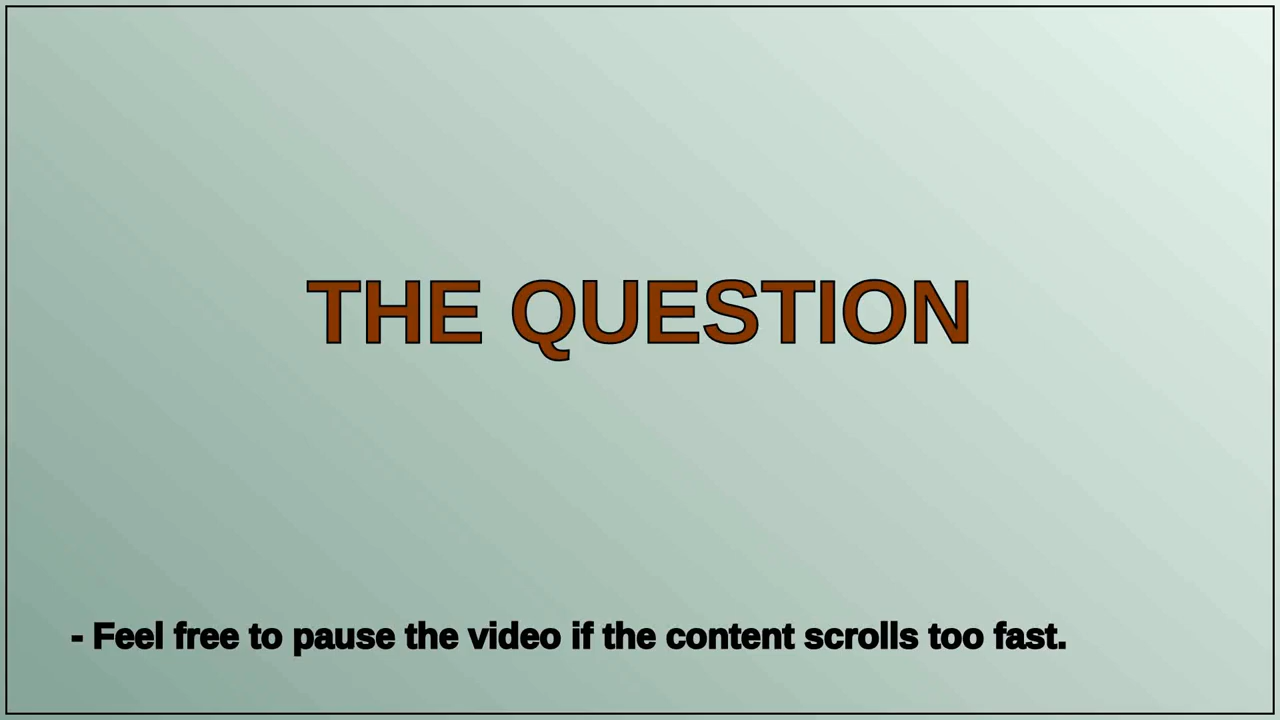 THE QUESTION
- Feel free to pause the video if the content scrolls too fast.